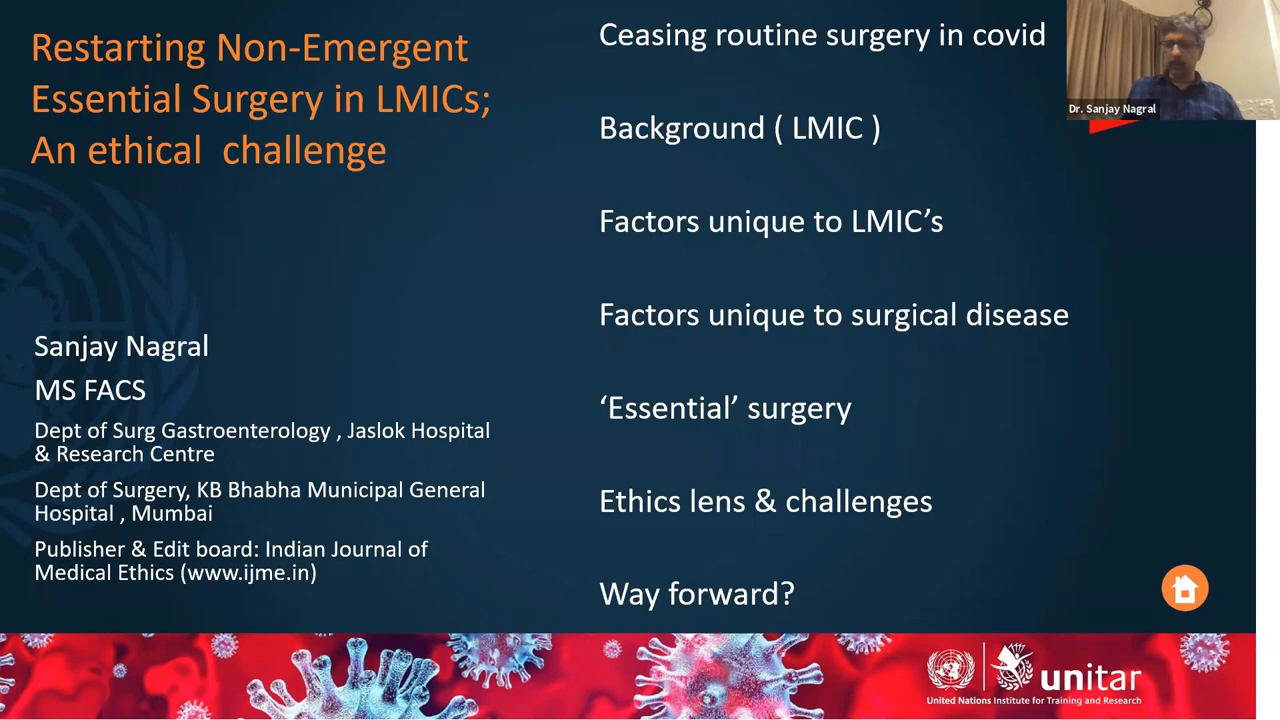 Restarting Non-Emergent
Essential Surgery in LMICs;
An ethical  challenge
Sanjay Nagral
MS FACS
Dept of Surg Gastroenterology , Jaslok Hospital
& Research Centre
Dept of Surgery, KB Bhabha Municipal General
Hospital , Mumbai
Publisher & Edit board: Indian Journal of
Medical Ethics (www.ijme.in)
Ceasing routine surgery in covid
Background ( LMIC )
Factors unique to LMIC’s
Factors unique to surgical disease
‘Essential’ surgery
Ethics lens & challenges
Way forward?
Dr. Sanjay Nagral
unitar
United Nations Institute for Training and Research